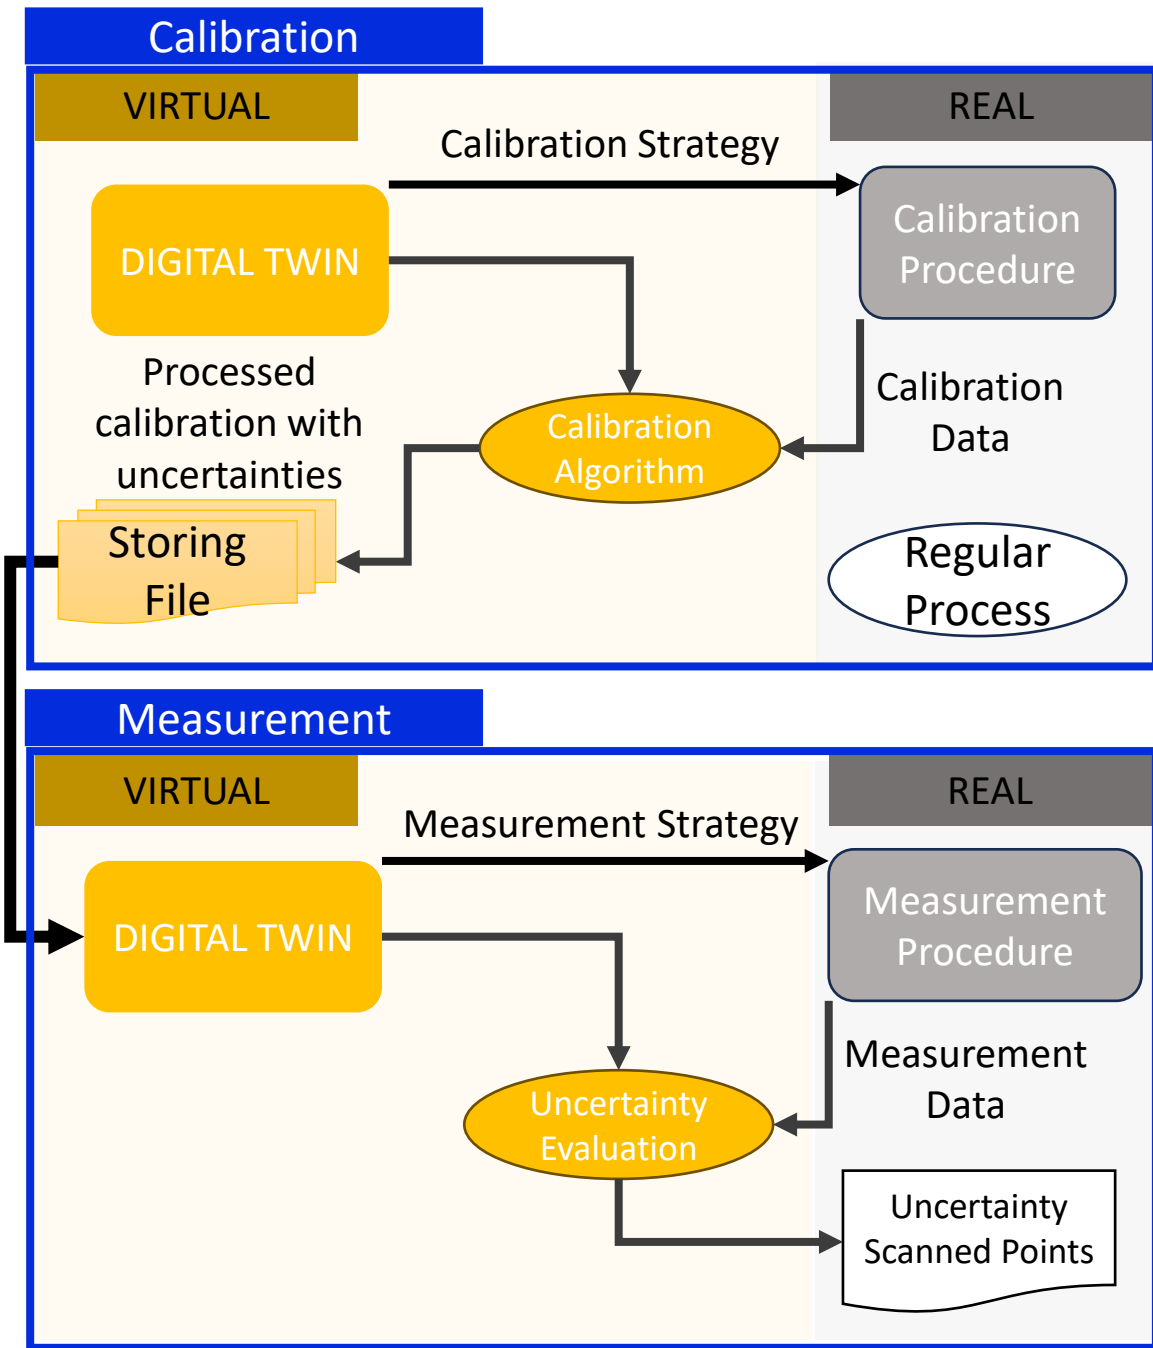 Calibration
VIRTUAL
REAL
Calibration Strategy
DIGITAL TWIN
Calibration
Procedure
Processed
calibration with
uncertainties
Calibration
Algorithm
Calibration
Data
Storing
File
Regular
Process
Measurement
VIRTUAL
REAL
Measurement Strategy
DIGITAL TWIN
Measurement
Procedure
Measurement
Data
Uncertainty
Evaluation
Uncertainty
Scanned Points